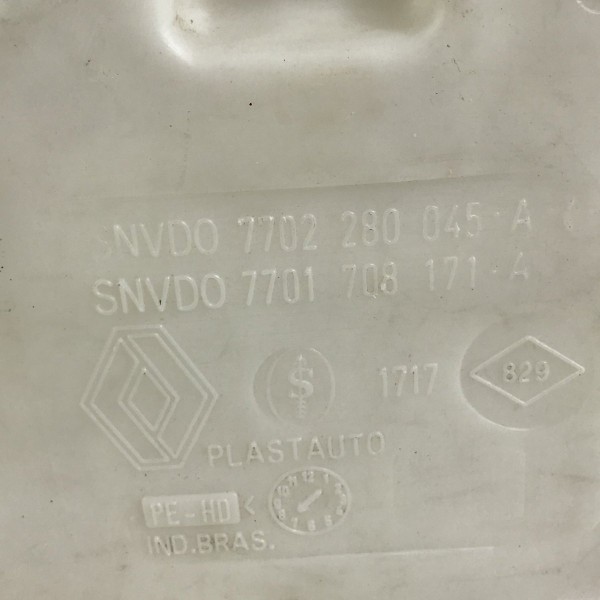 SNVDO 7702 280 045-A
SNVDO 7701 708 171-A
S 1717 829
PLASTAUTO
PE-HD <
IND.BRAS.